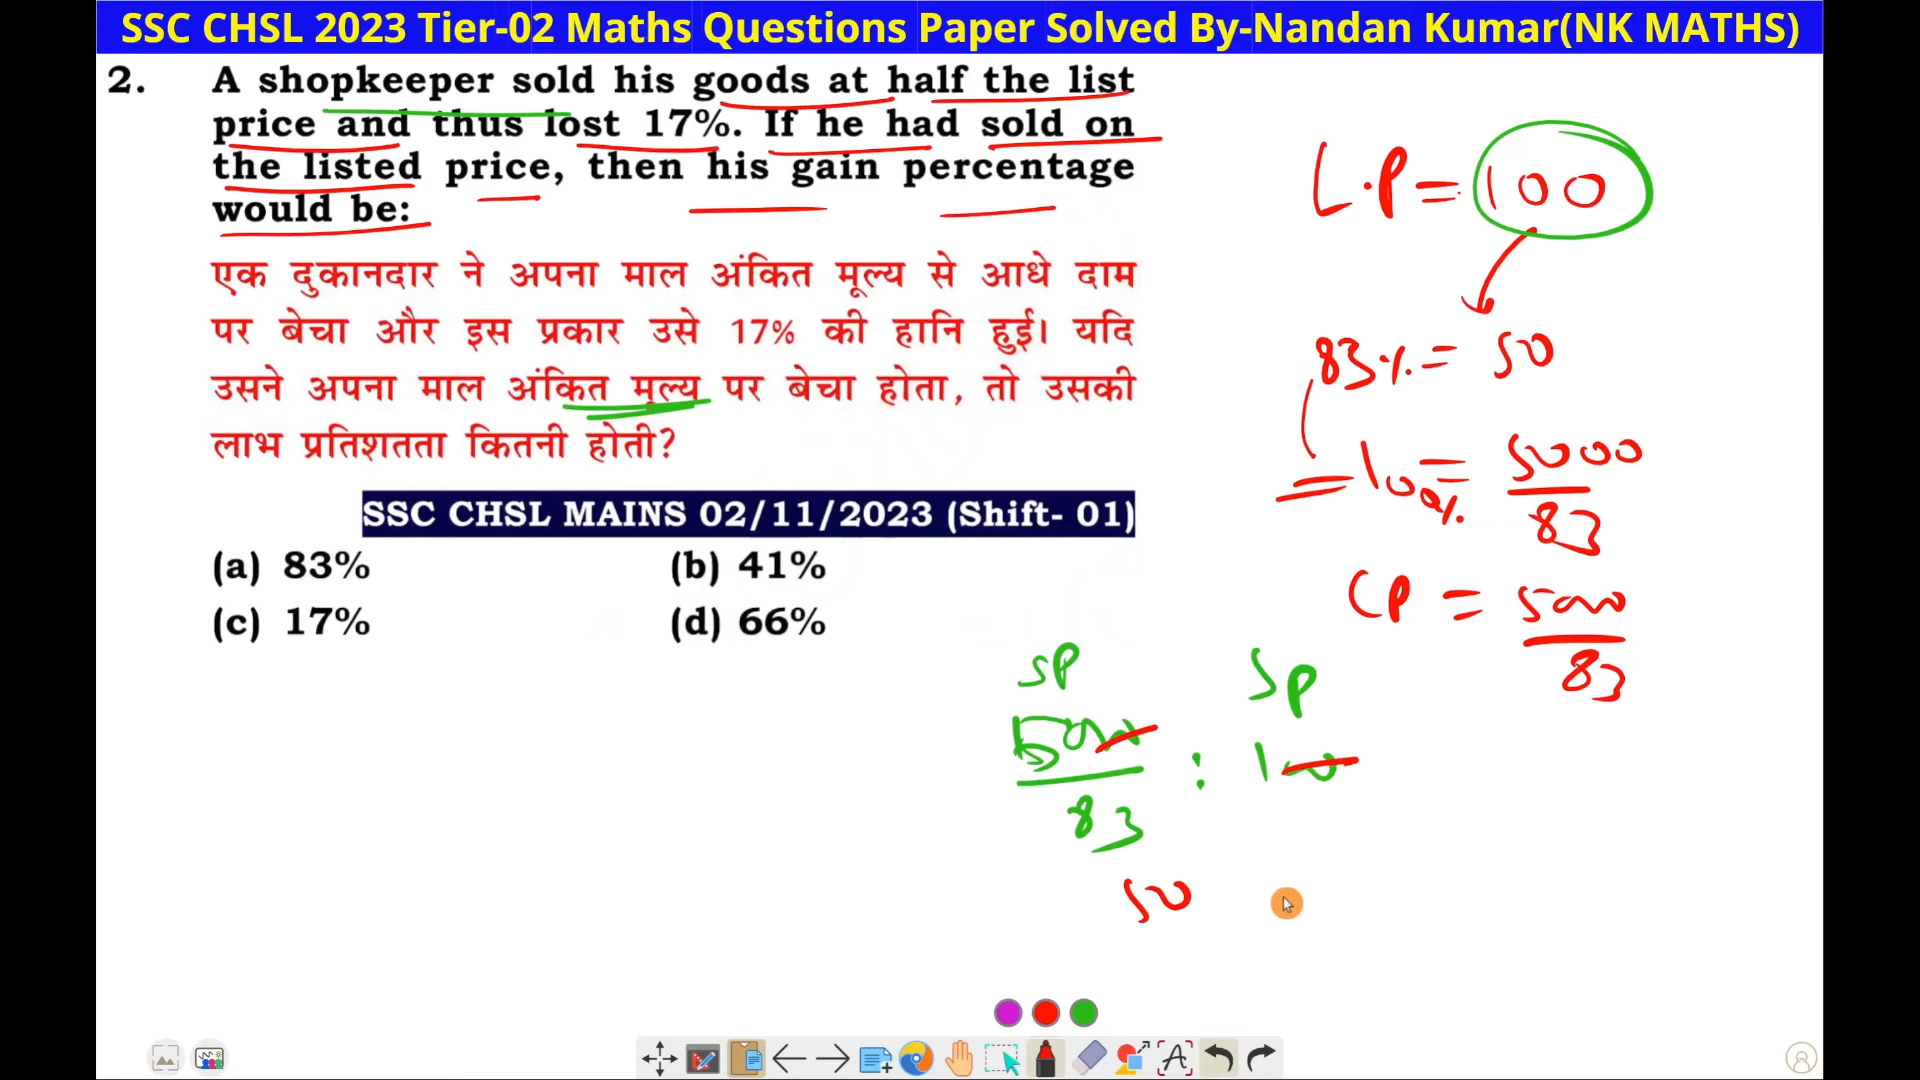 SSC CHSL 2023 Tier-02 Maths Questions Paper Solved By-Nandan Kumar(NK MATHS)
2. A shopkeeper sold his goods at half the list
price and thus lost 17%. If he had sold on
the listed price, then his gain percentage
would be:
एक दुकानदार ने अपना माल अंकित मूल्य से आधे दाम
पर बेचा और इस प्रकार उसे 17% की हानि हुई। यदि
उसने अपना माल अंकित मूल्य पर बेचा होता, तो उसकी
लाभ प्रतिशतता कितनी होती?
SSC CHSL MAINS 02/11/2023 (Shift- 01)
(a) 83% (b) 41%
(c) 17% (d) 66%
L.P = 100
83% = 50
= 100% = 5000
83
CP = 5000
83
SP SP
5000 : 100
83
50